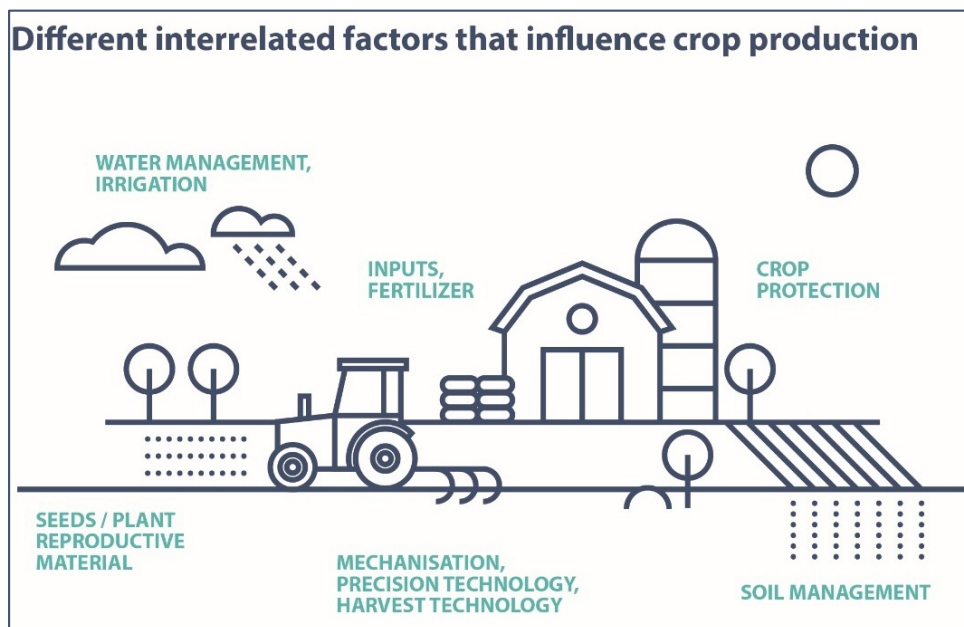 Different interrelated factors that influence crop production
WATER MANAGEMENT,
IRRIGATION
INPUTS,
FERTILIZER
CROP
PROTECTION
SEEDS / PLANT
REPRODUCTIVE
MATERIAL
MECHANISATION,
PRECISION TECHNOLOGY,
HARVEST TECHNOLOGY
SOIL MANAGEMENT